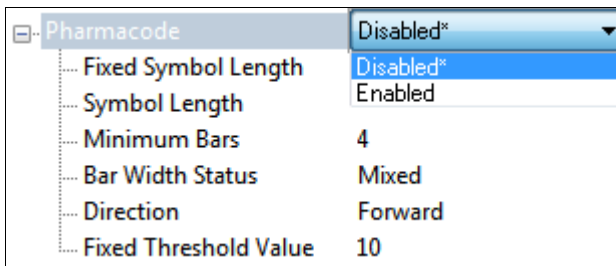 Pharmacode Disabled*
Fixed Symbol Length Disabled*
Symbol Length Enabled
Minimum Bars 4
Bar Width Status Mixed
Direction Forward
Fixed Threshold Value 10